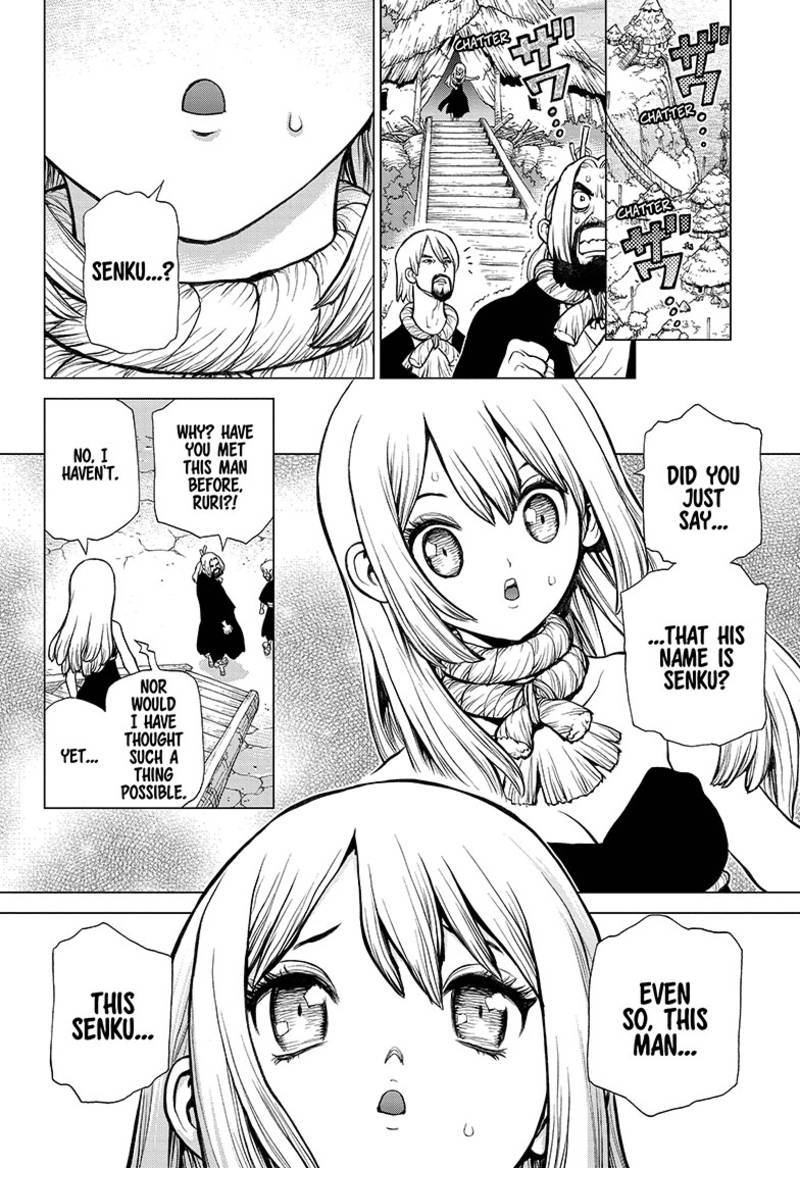 ザワ
CHATTER
CHATTER
ザワ
ザワ
CHATTER
CHATTER
SENKU...?
DID YOU
JUST
SAY...
...THAT HIS
NAME IS
SENKU?
WHY? HAVE
YOU MET
THIS MAN
BEFORE,
RURI?!
NO, I
HAVEN'T.
NOR
WOULD
I HAVE
THOUGHT
SUCH A
THING
POSSIBLE.
YET...
EVEN
SO, THIS
MAN...
THIS
SENKU...